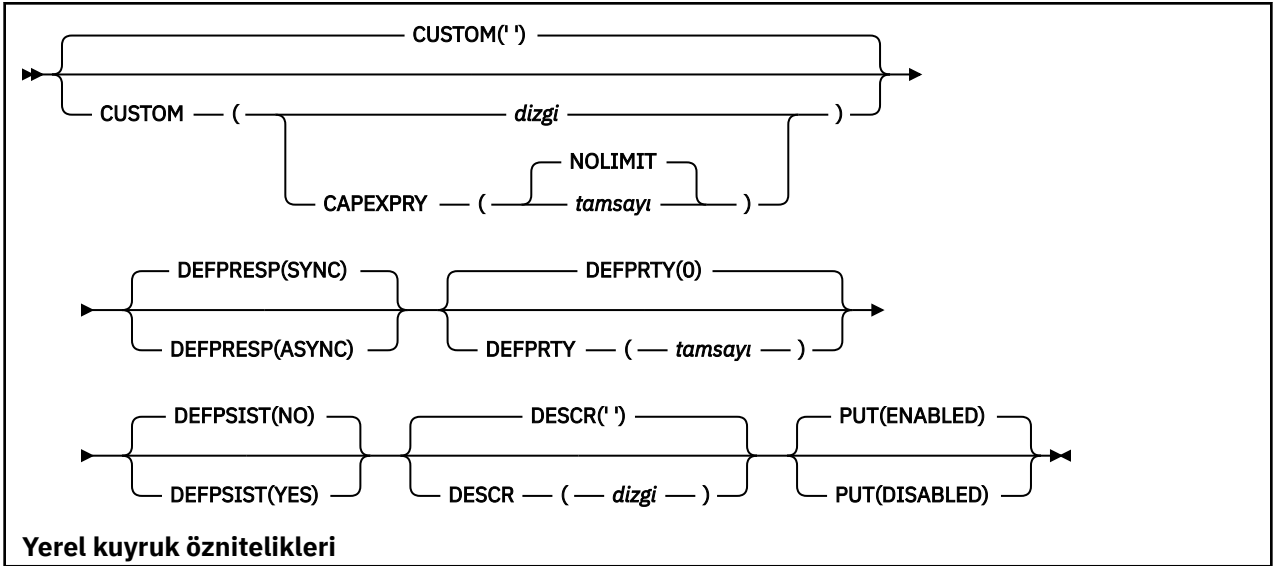 CUSTOM(' ')
CUSTOM ( dizgi )
NOLIMIT
CAPEXPRY ( tamsayı )
DEFPRESP(SYNC) DEFPRTY(0)
DEFPRESP(ASYNC) DEFPRTY ( tamsayı )
DEFPSIST(NO) DESCR(' ') PUT(ENABLED)
DEFPSIST(YES) DESCR ( dizgi ) PUT(DISABLED)
Yerel kuyruk öznitelikleri